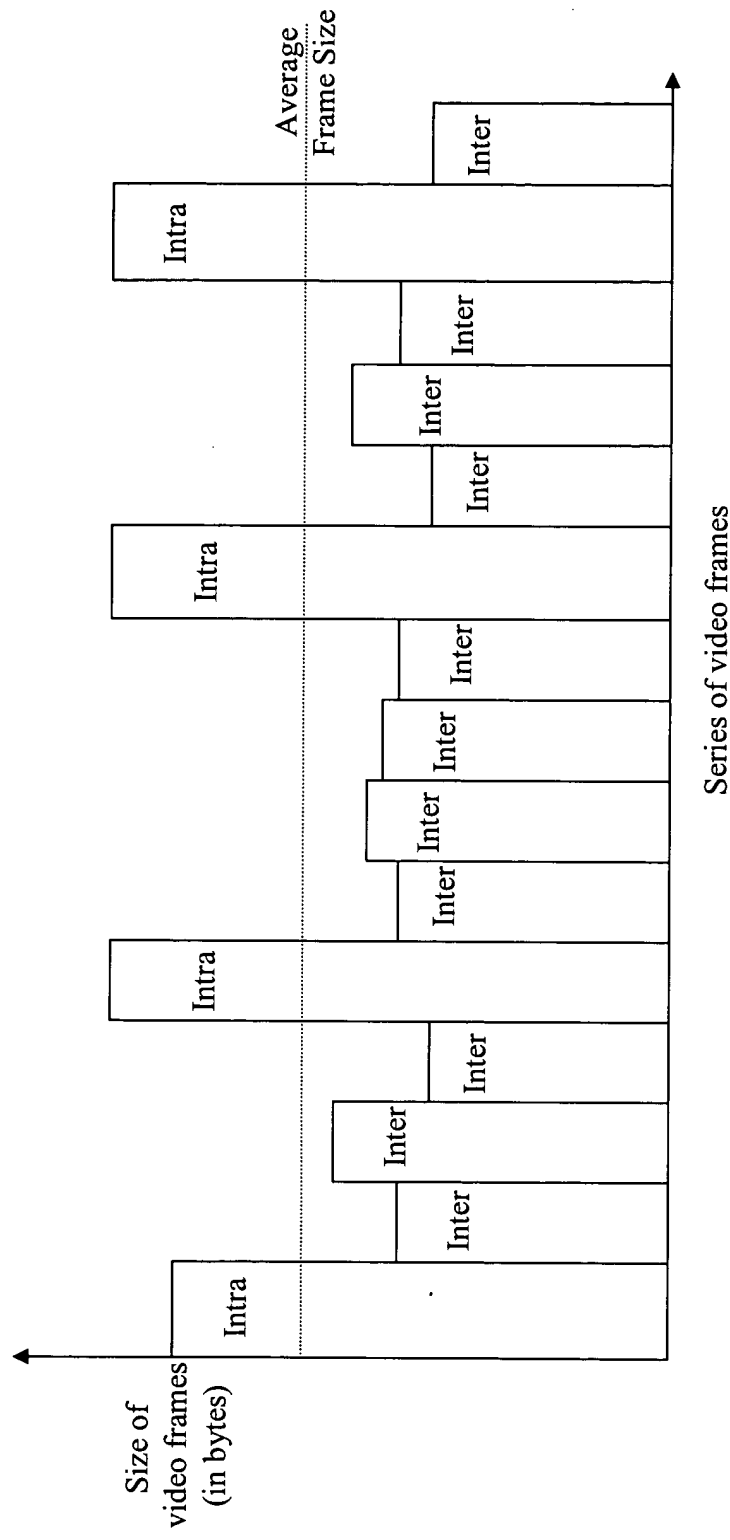 Size of
video frames
(in bytes)
Intra
Inter
Inter
Inter
Intra
Inter
Inter
Inter
Inter
Intra
Inter
Inter
Inter
Intra
Inter
Average
Frame Size
Series of video frames